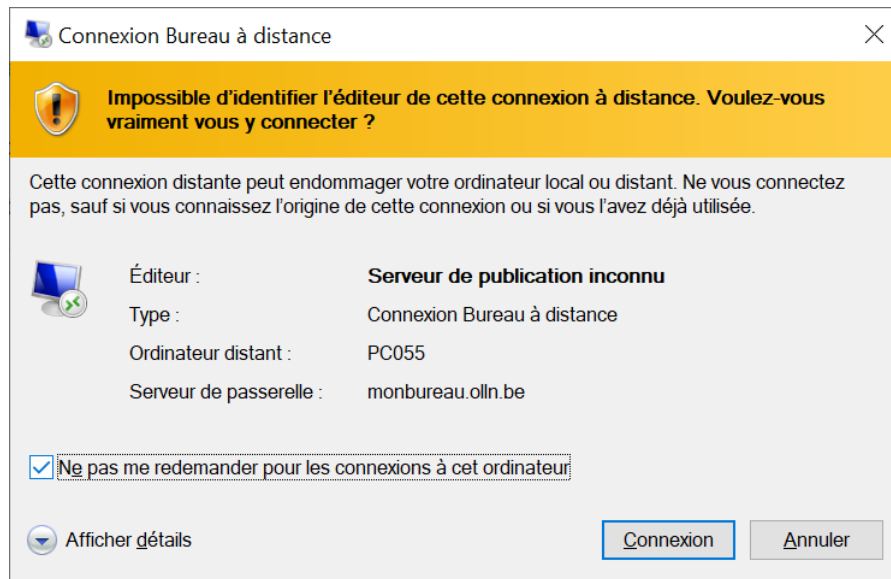 Connexion Bureau à distance
Impossible d’identifier l’éditeur de cette connexion à distance. Voulez-vous
vraiment vous y connecter ?
Cette connexion distante peut endommager votre ordinateur local ou distant. Ne vous connectez
pas, sauf si vous connaissez l’origine de cette connexion ou si vous l’avez déjà utilisée.
Éditeur : Serveur de publication inconnu
Type : Connexion Bureau à distance
Ordinateur distant : PC055
Serveur de passerelle : monbureau.olln.be
Ne pas me redemander pour les connexions à cet ordinateur
Afficher détails Connexion Annuler